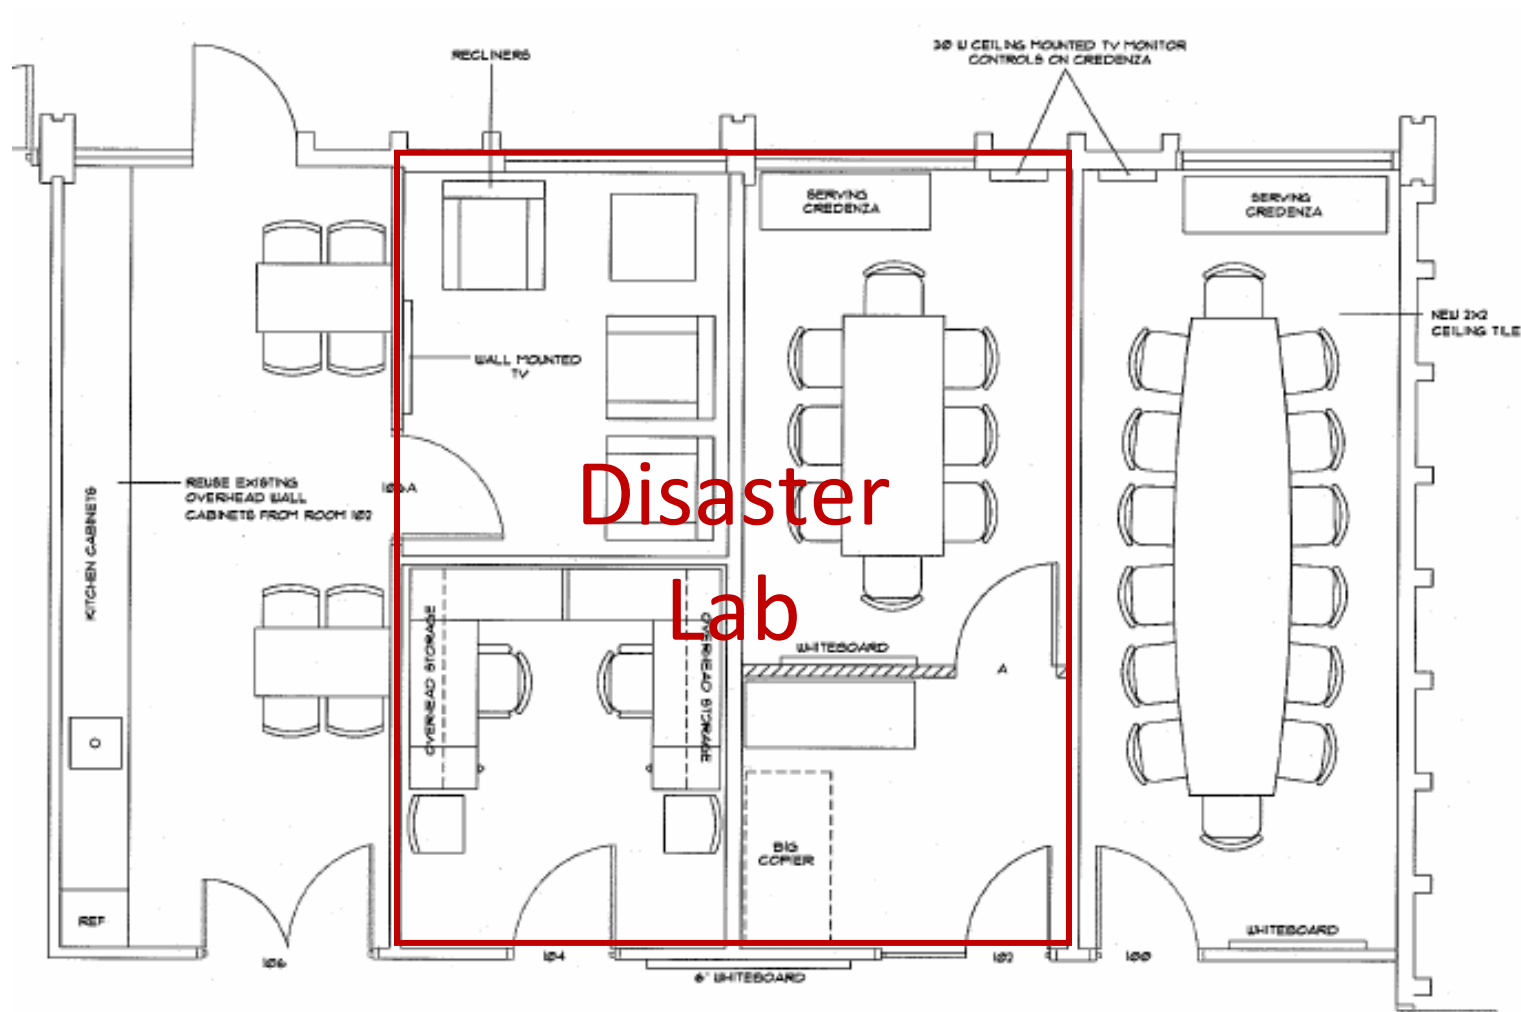 RECLINERS
30 W CEILING MOUNTED TV MONITOR
CONTROLS ON CREDENZA
SERVING
CREDENZA
SERVING
CREDENZA
NEW 2X2
CEILING TILE
WALL MOUNTED
TV
REUSE EXISTING
OVERHEAD WALL
CABINETS FROM ROOM 102
106A
KITCHEN CABINETS
Disaster
Lab
OVERHEAD STORAGE
OVERHEAD STORAGE
WHITEBOARD
A
BIG
COPIER
REF
WHITEBOARD
106
104
102
100
6' WHITEBOARD